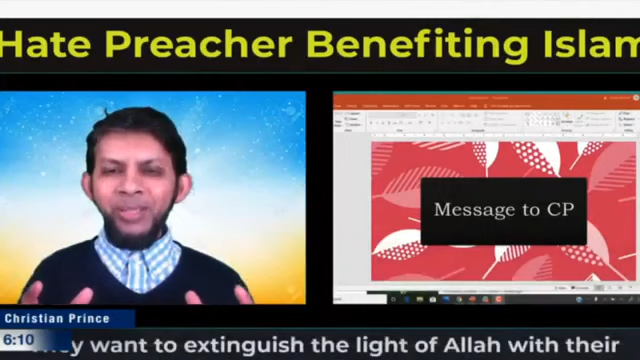 Hate Preacher Benefiting Islam
Message to CP
Christian Prince
6:10
They want to extinguish the light of Allah with their